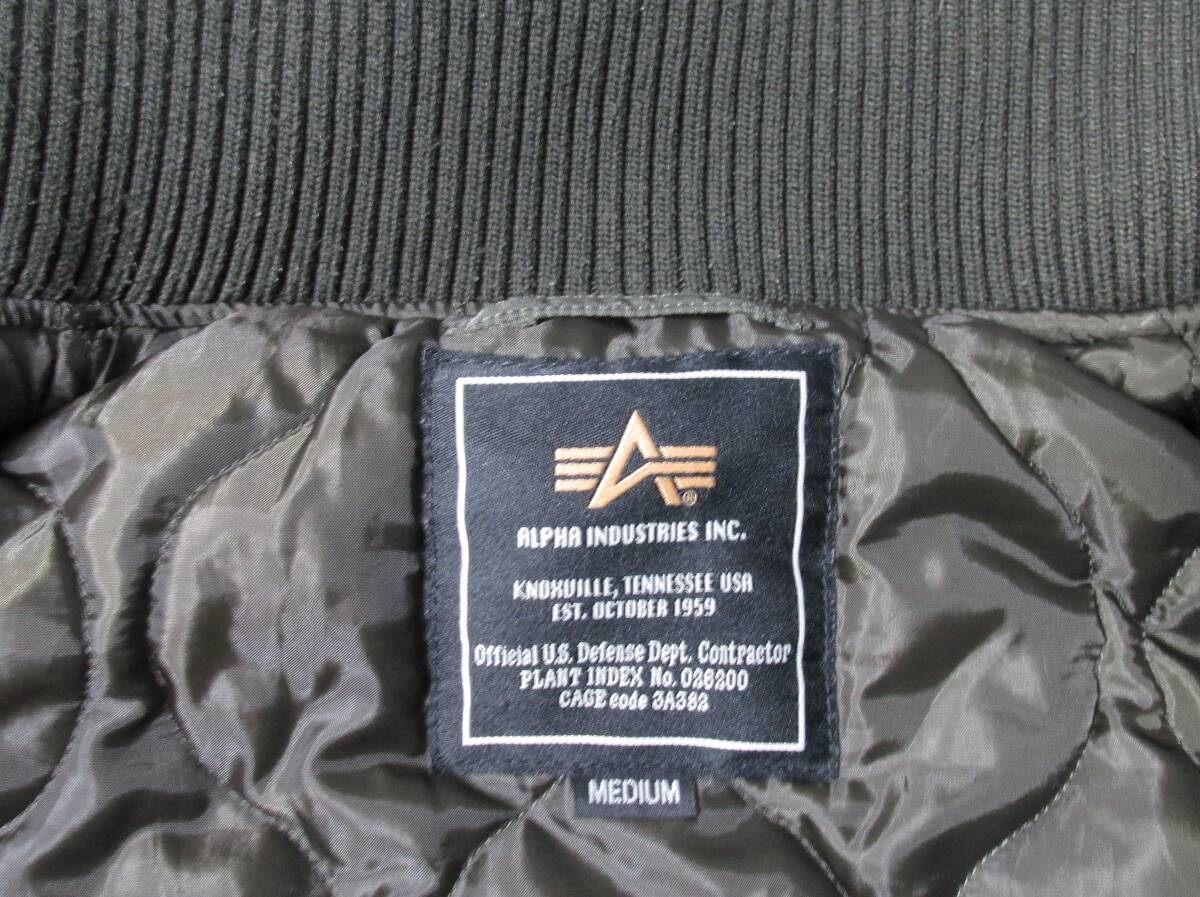 ALPHA INDUSTRIES INC.
KNOXVILLE, TENNESSEE USA
EST. OCTOBER 1959
Official U.S. Defense Dept. Contractor
PLANT INDEX No. 026200
CAGE code 3A382
MEDIUM